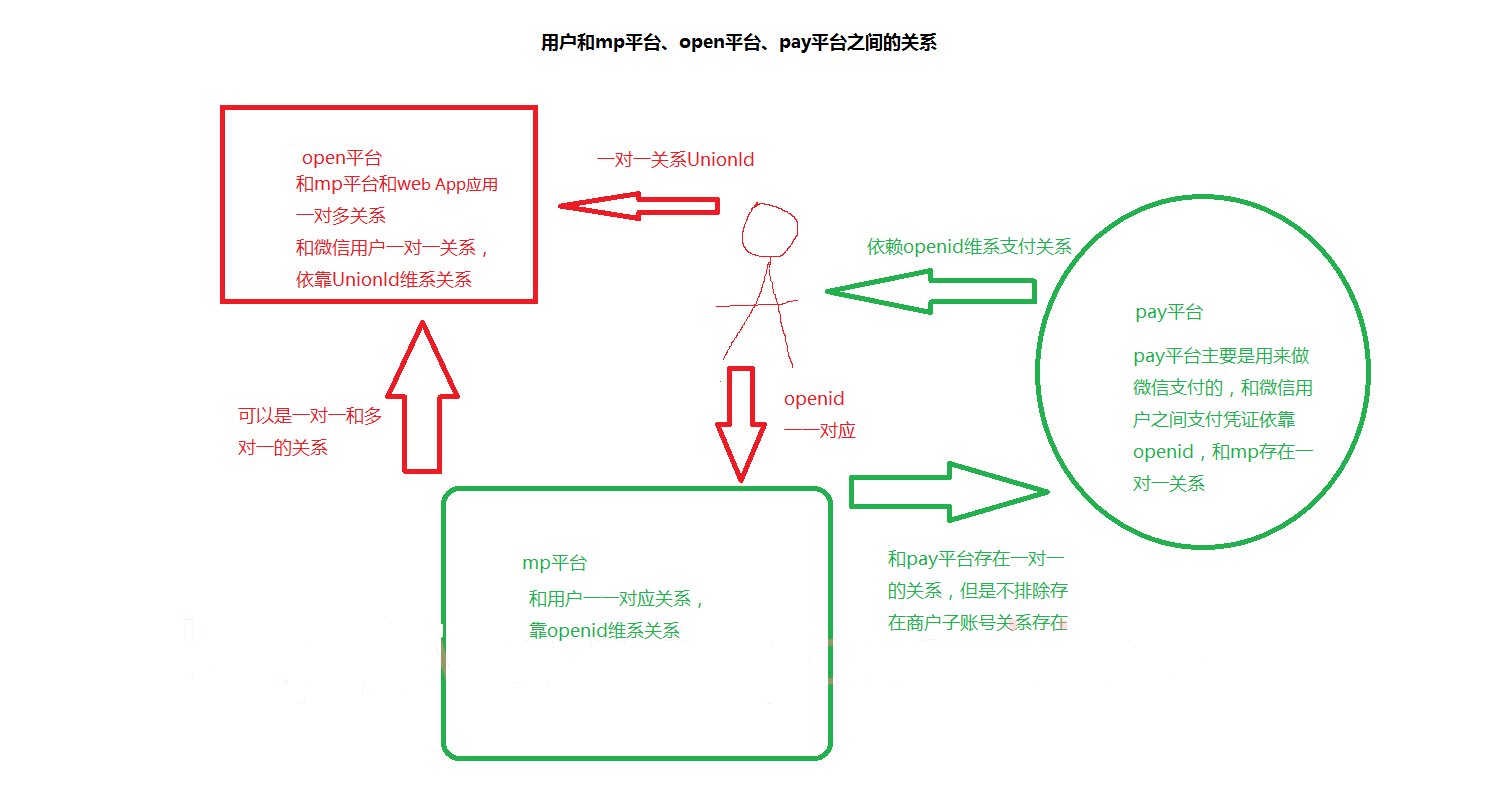 用户和mp平台、open平台、pay平台之间的关系
open平台
和mp平台和web App应用
一对多关系
和微信用户一对一关系，
依靠UnionId维系关系
一对一关系UnionId
依赖openid维系支付关系
pay平台
pay平台主要是用来做
微信支付的，和微信用
户之间支付凭证依靠
openid，和mp存在一
对一关系
可以是一对一和多
对一的关系
openid
一一对应
mp平台
和用户一一对应关系，
靠openid维系关系
和pay平台存在一对一
的关系，但是不排除存
在商户子账号关系存在